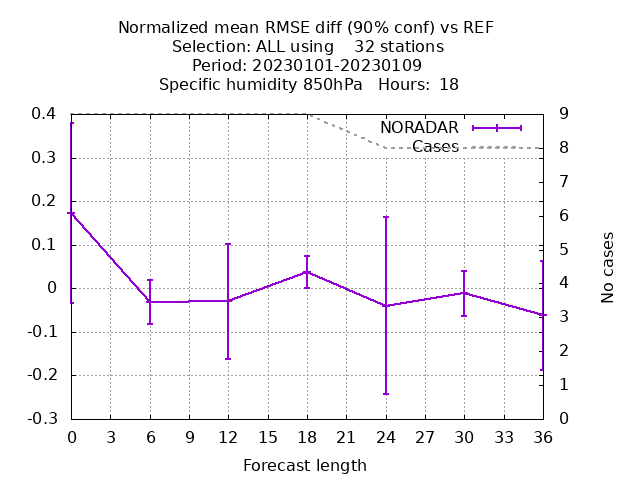 Normalized mean RMSE diff (90% conf) vs REF
Selection: ALL using    32 stations
Period: 20230101-20230109
Specific humidity 850hPa   Hours:  18
NORADAR
Cases
0.4
0.3
0.2
0.1
0
-0.1
-0.2
-0.3
9
8
7
6
5
4
3
2
1
0
No cases
0 3 6 9 12 15 18 21 24 27 30 33 36
Forecast length